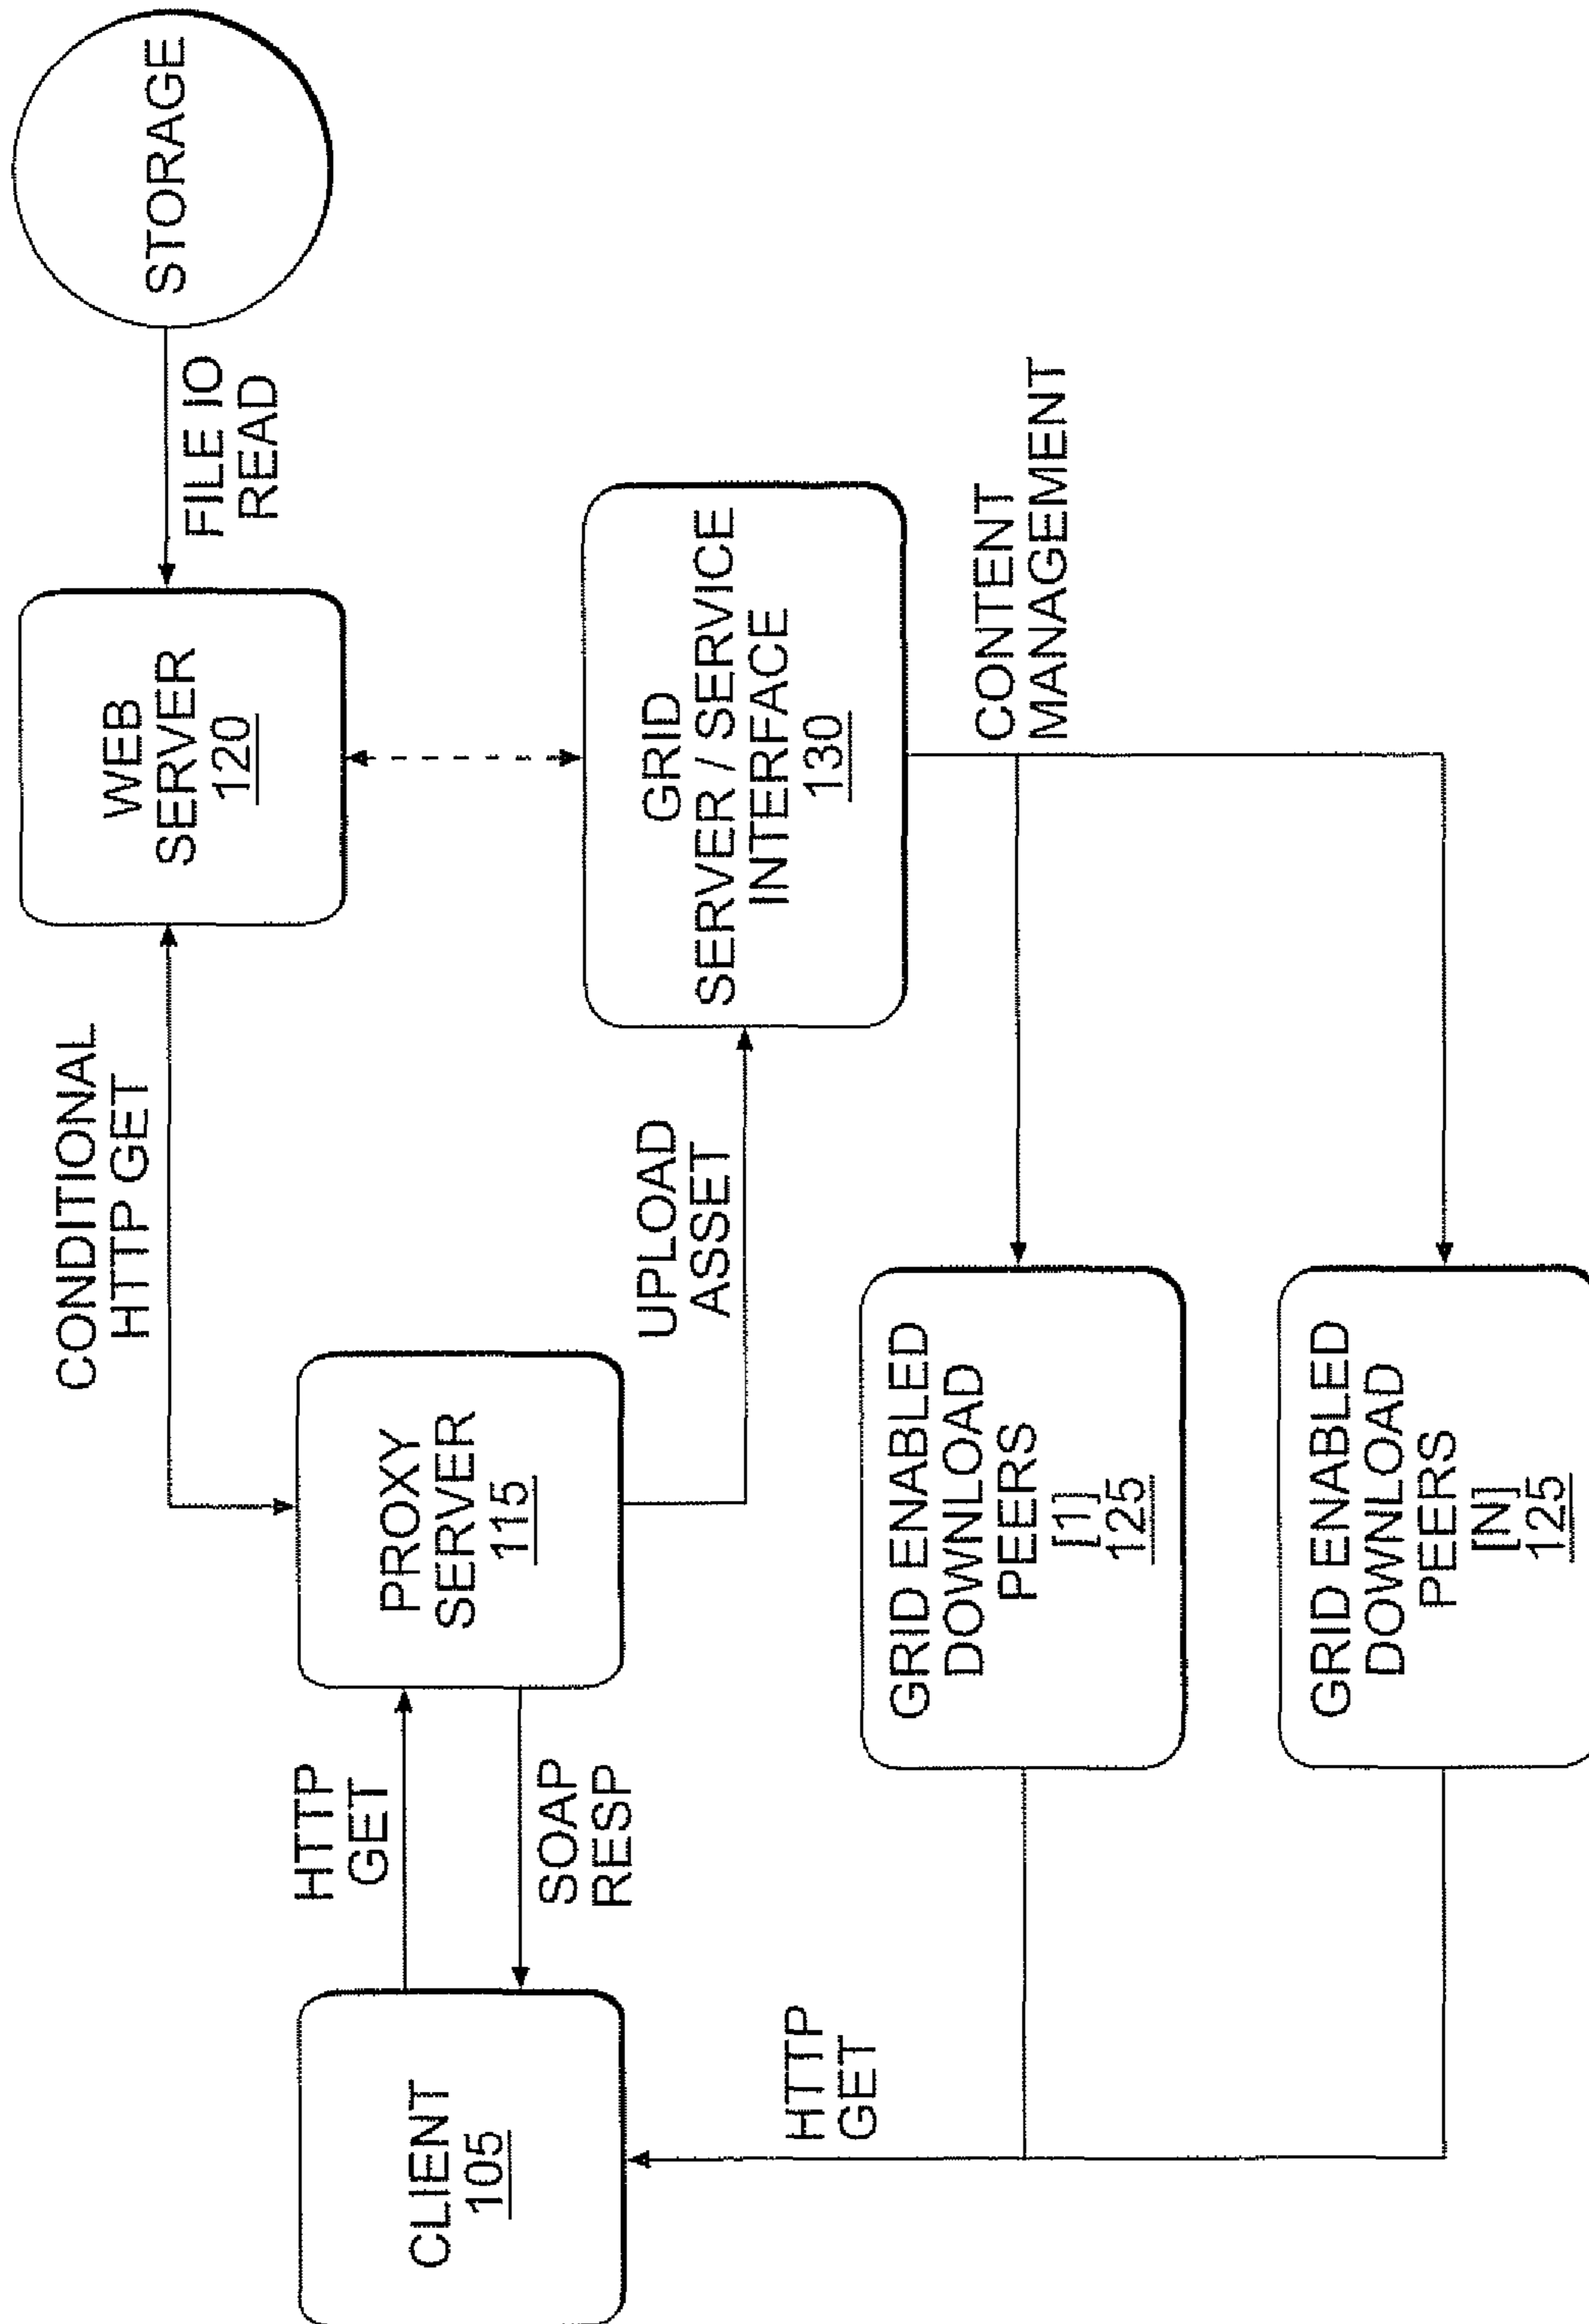 STORAGE
FILE IO
READ
WEB
SERVER
120
CONDITIONAL
HTTP GET
GRID
SERVER / SERVICE
INTERFACE
130
UPLOAD
ASSET
PROXY
SERVER
115
HTTP
GET
SOAP
RESP
CLIENT
105
CONTENT
MANAGEMENT
GRID ENABLED
DOWNLOAD
PEERS
[1]
125
GRID ENABLED
DOWNLOAD
PEERS
[N]
125
HTTP
GET